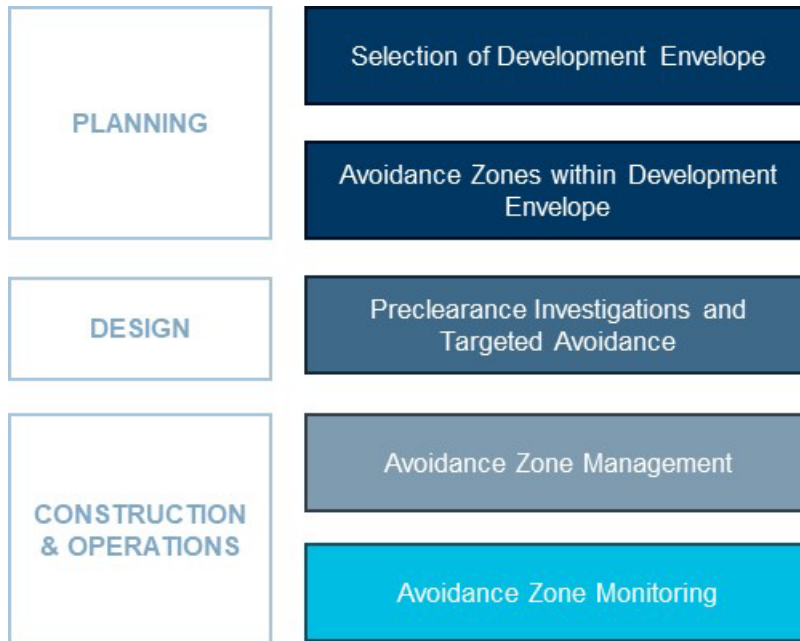 PLANNING
Selection of Development Envelope
Avoidance Zones within Development
Envelope
DESIGN
Preclearance Investigations and
Targeted Avoidance
CONSTRUCTION
& OPERATIONS
Avoidance Zone Management
Avoidance Zone Monitoring